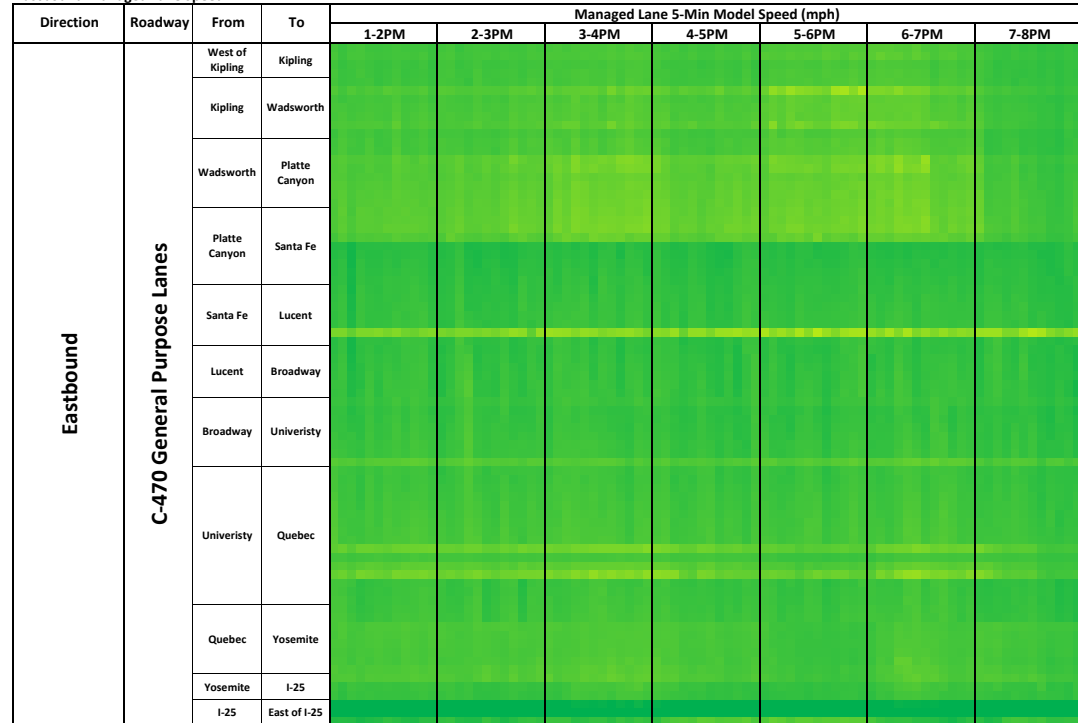 Direction Roadway From To Managed Lane 5-Min Model Speed (mph)
1-2PM 2-3PM 3-4PM 4-5PM 5-6PM 6-7PM 7-8PM
Eastbound
C-470 General Purpose Lanes
West of Kipling Kipling
Kipling Wadsworth
Wadsworth Platte Canyon
Platte Canyon Santa Fe
Santa Fe Lucent
Lucent Broadway
Broadway Univeristy
Univeristy Quebec
Quebec Yosemite
Yosemite I-25
I-25 East of I-25